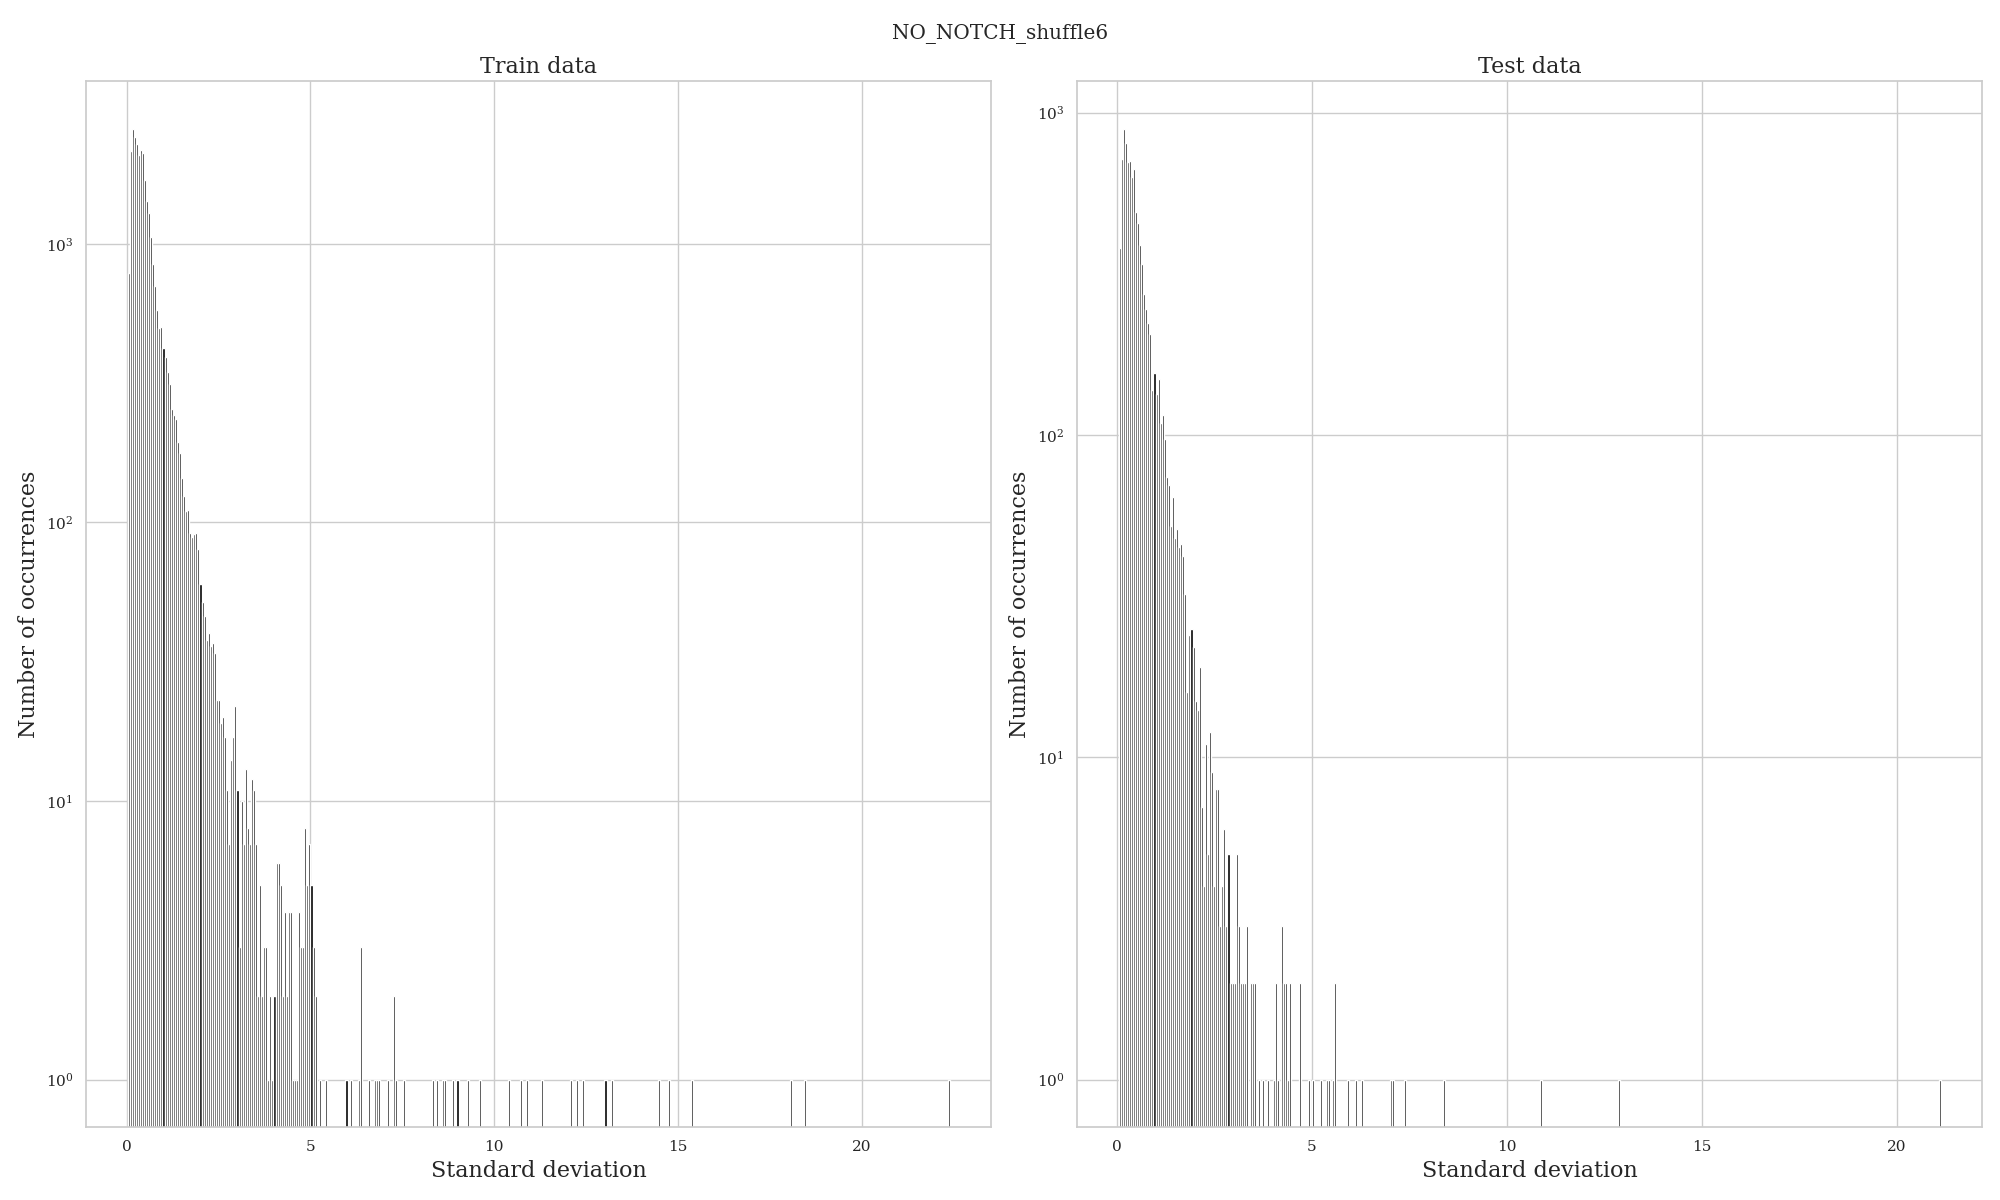 NO_NOTCH_shuffle6
Train data
Number of occurrences
10³
10²
10¹
10⁰
0 5 10 15 20
Standard deviation
Test data
Number of occurrences
10³
10²
10¹
10⁰
0 5 10 15 20
Standard deviation